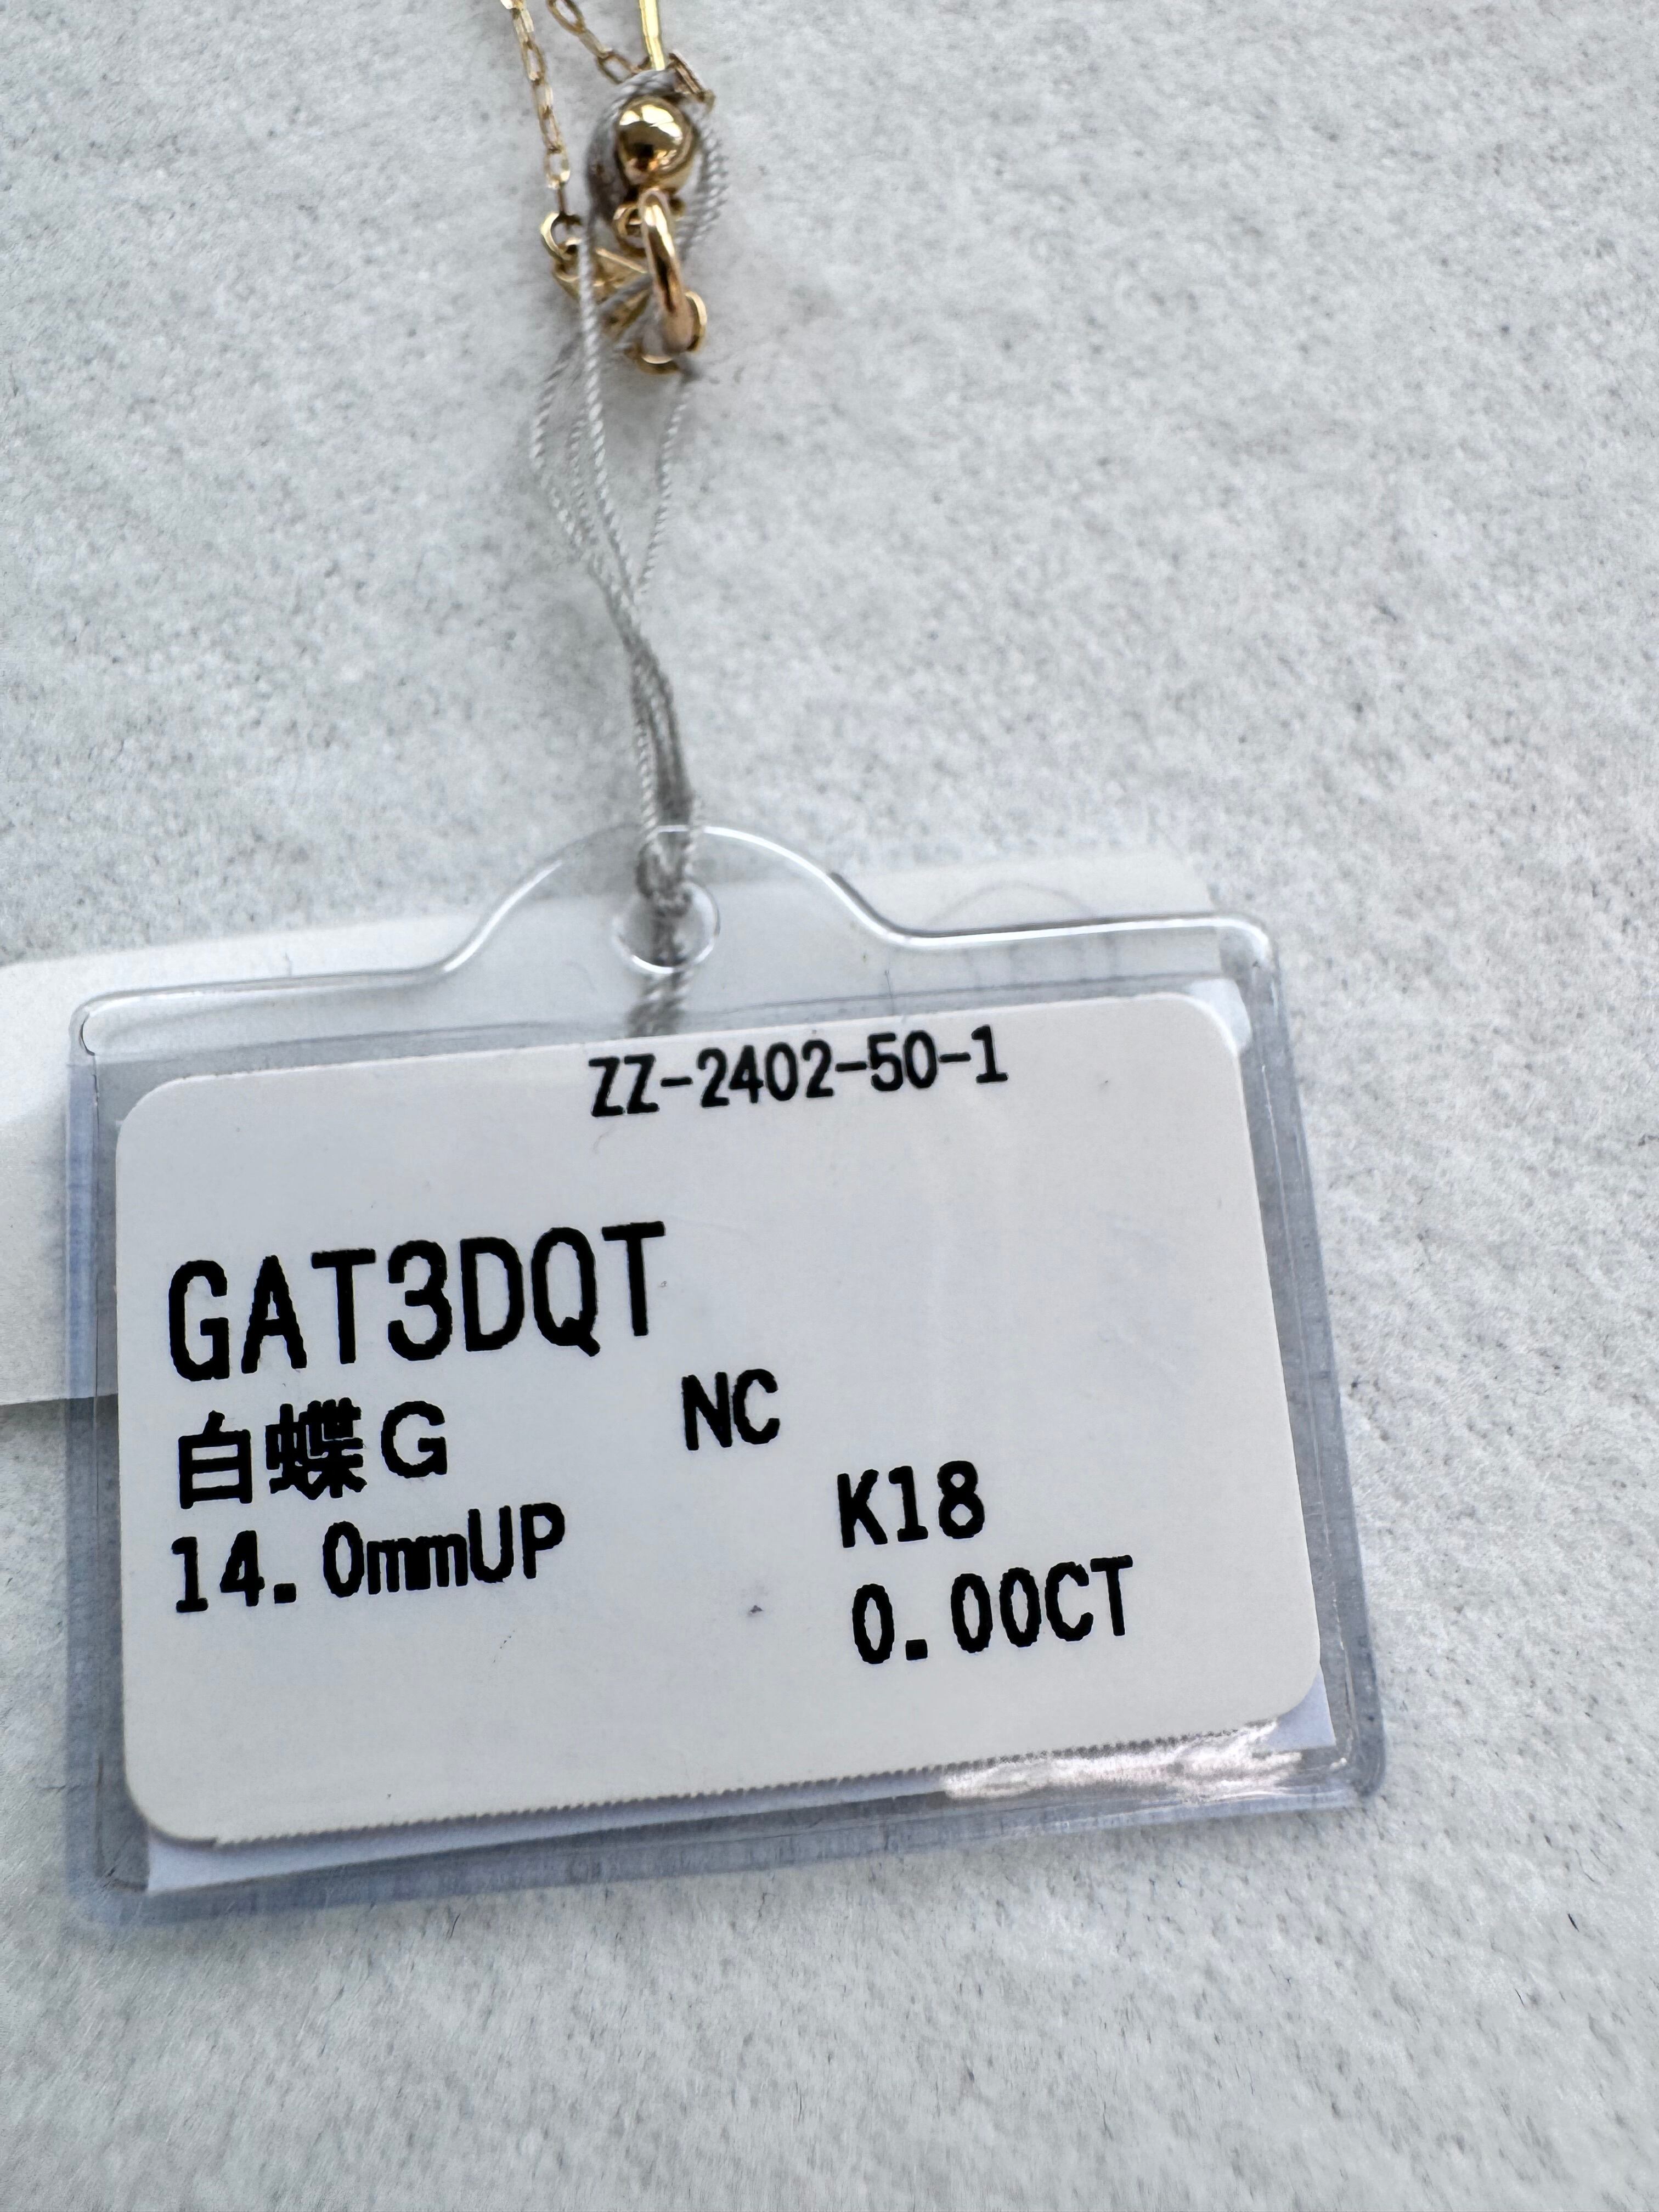 ZZ-2402-50-1
GAT3DQT
白蝶G NC
K18
14.0mmUP
0.00CT